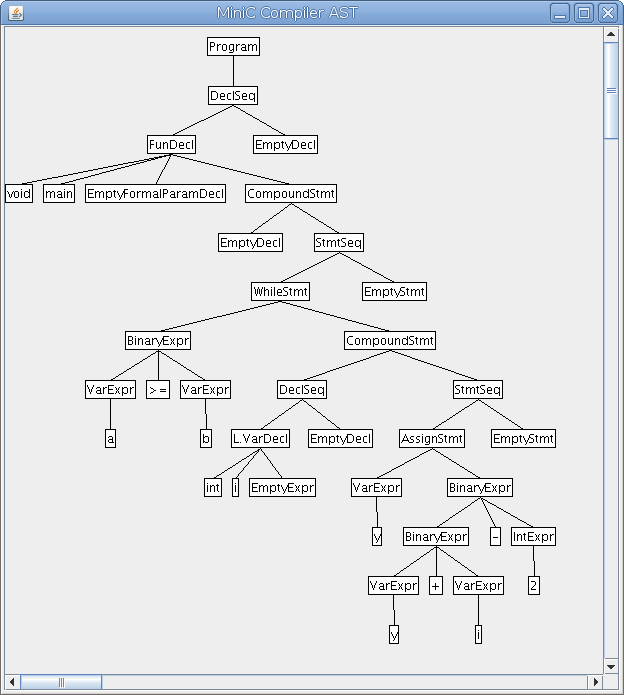 MiniC Compiler AST
Program
DeclSeq
FunDecl EmptyDecl
void main EmptyFormalParamDecl CompoundStmt
EmptyDecl StmtSeq
WhileStmt EmptyStmt
BinaryExpr CompoundStmt
VarExpr >= VarExpr DeclSeq StmtSeq
a b L.VarDecl EmptyDecl AssignStmt EmptyStmt
int i EmptyExpr VarExpr BinaryExpr
y BinaryExpr - IntExpr
VarExpr + VarExpr 2
y i